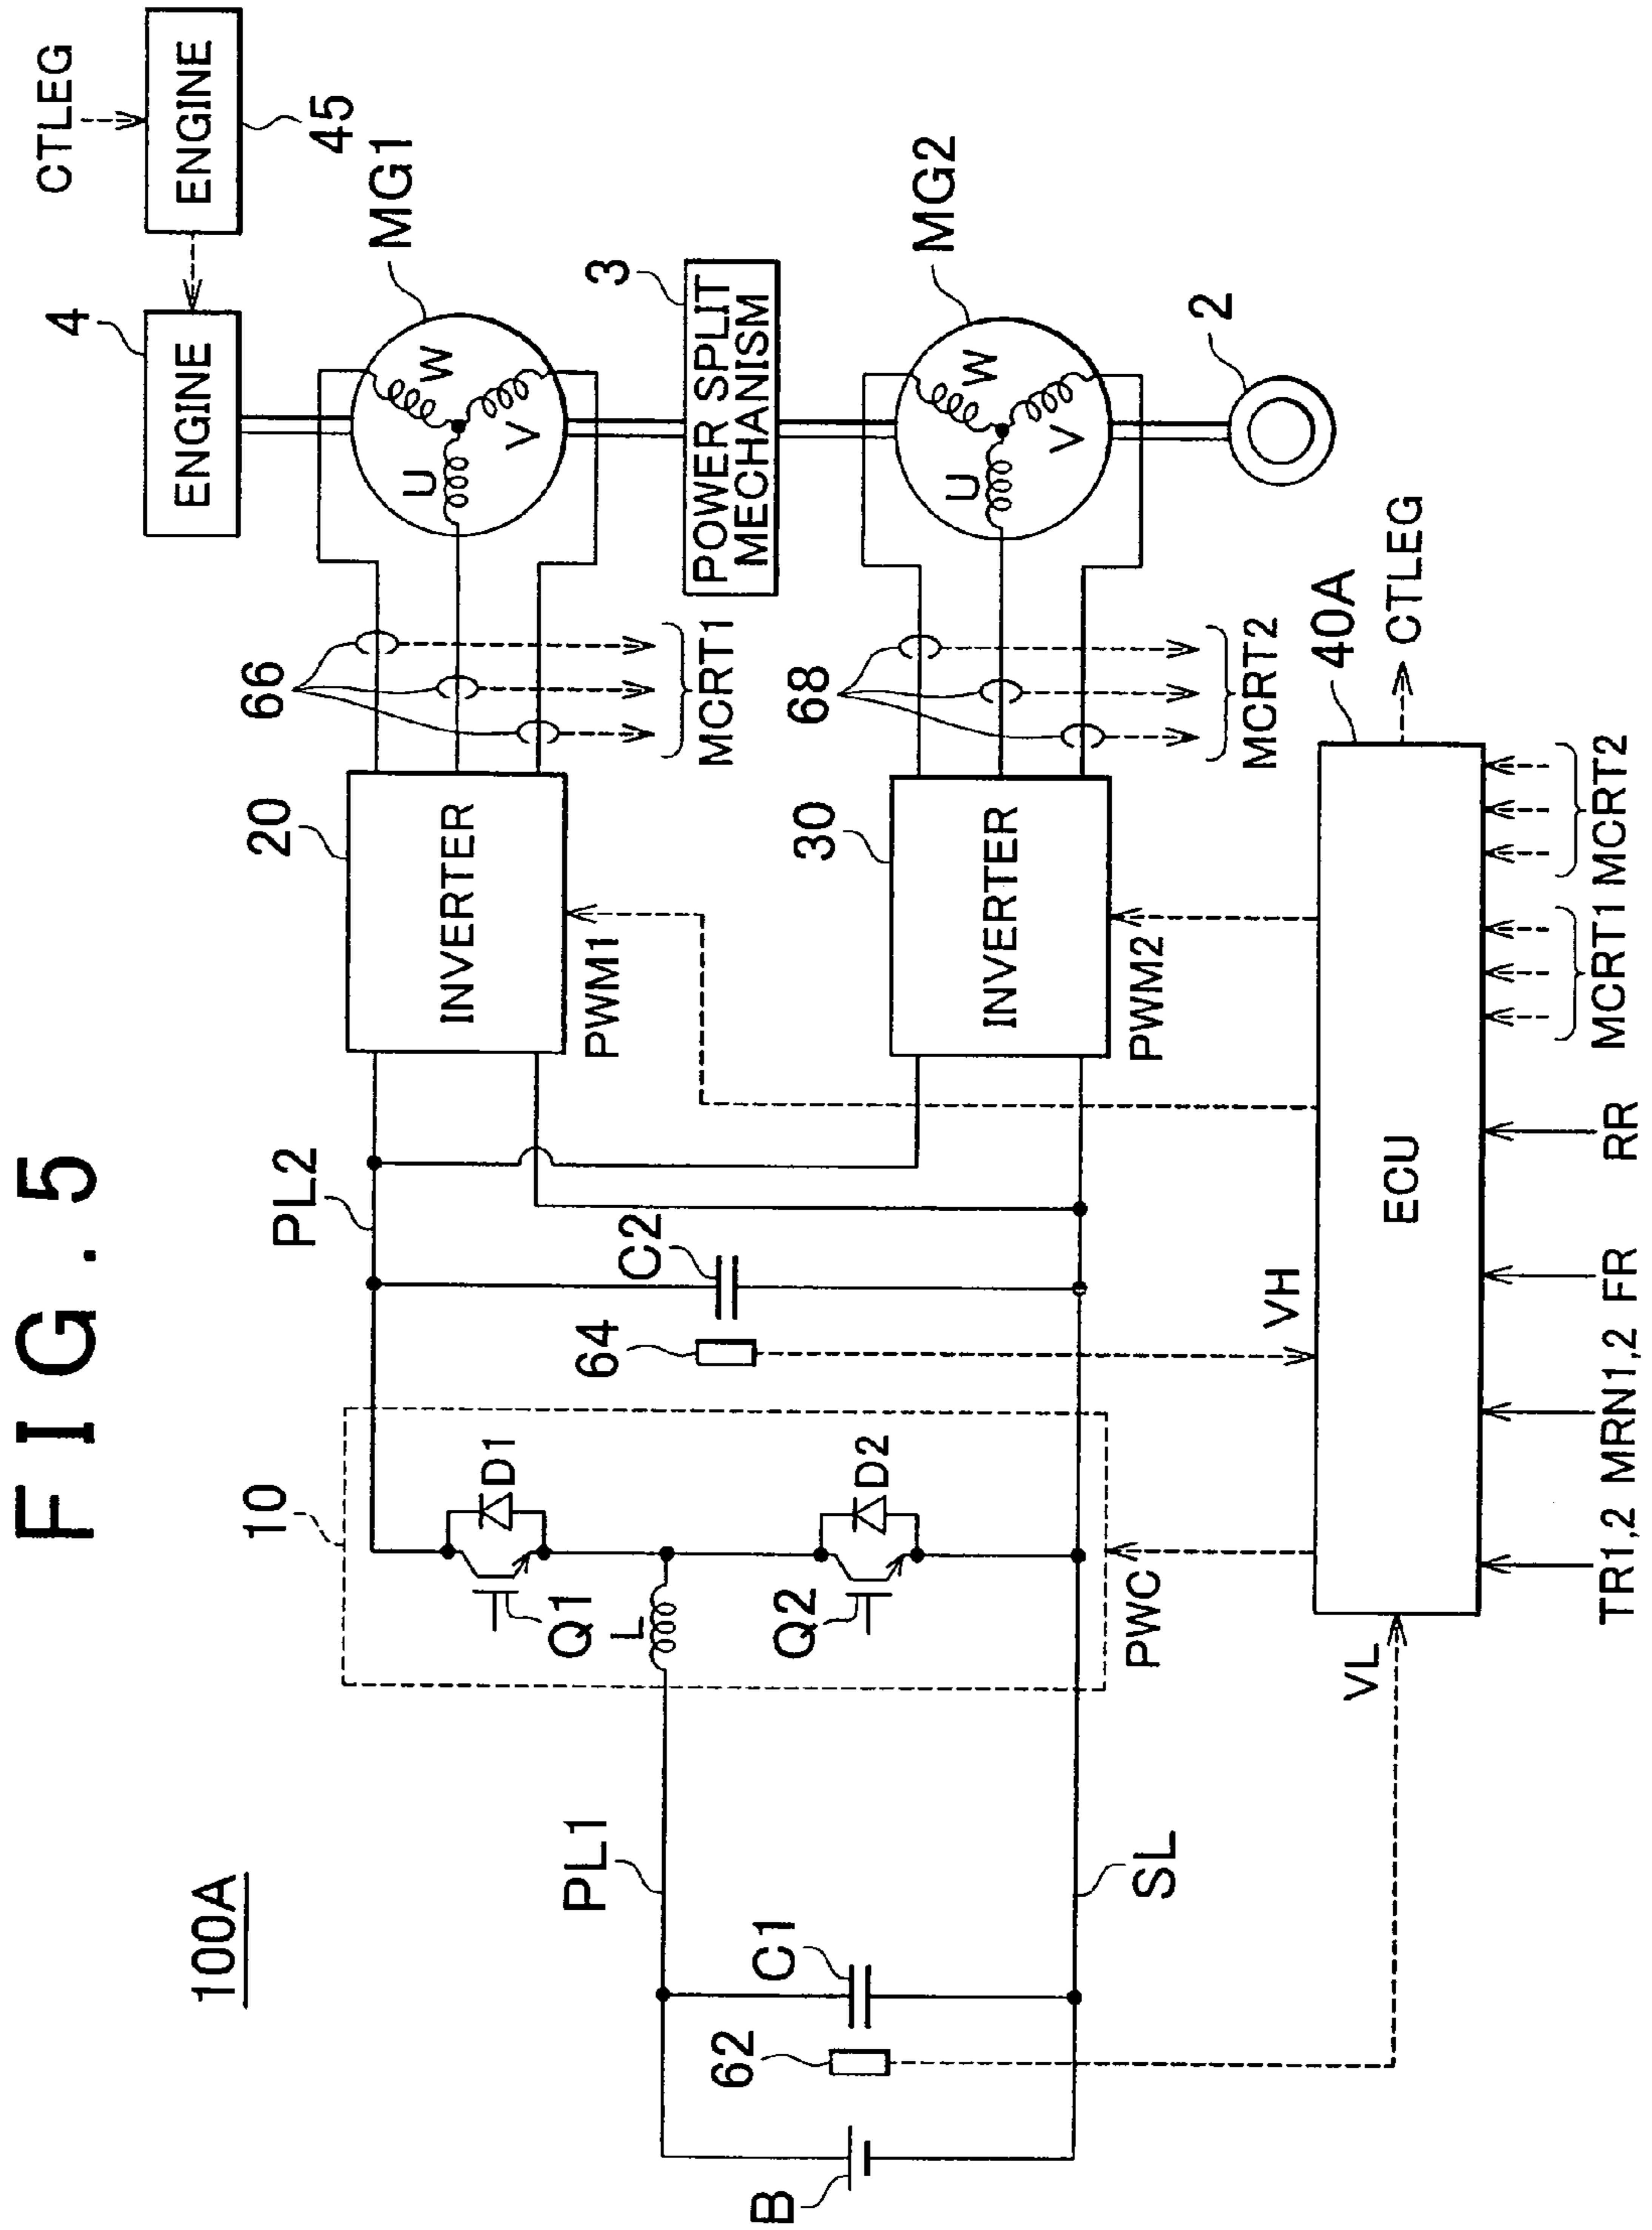 F I G . 5
100A
CTLEG
ENGINE
45
4
ENGINE
MG1
W
U
V
66
20
INVERTER
MCRT1
PWM1
3
POWER SPLIT
MECHANISM
MG2
W
U
V
68
30
INVERTER
MCRT2
PWM2
2
PL2
C2
64
VH
10
D1
Q1
L
D2
Q2
PWC
PL1
SL
C1
62
B
VL
40A
CTLEG
ECU
TR1,2 MRN1,2 FR RR MCRT1 MCRT2